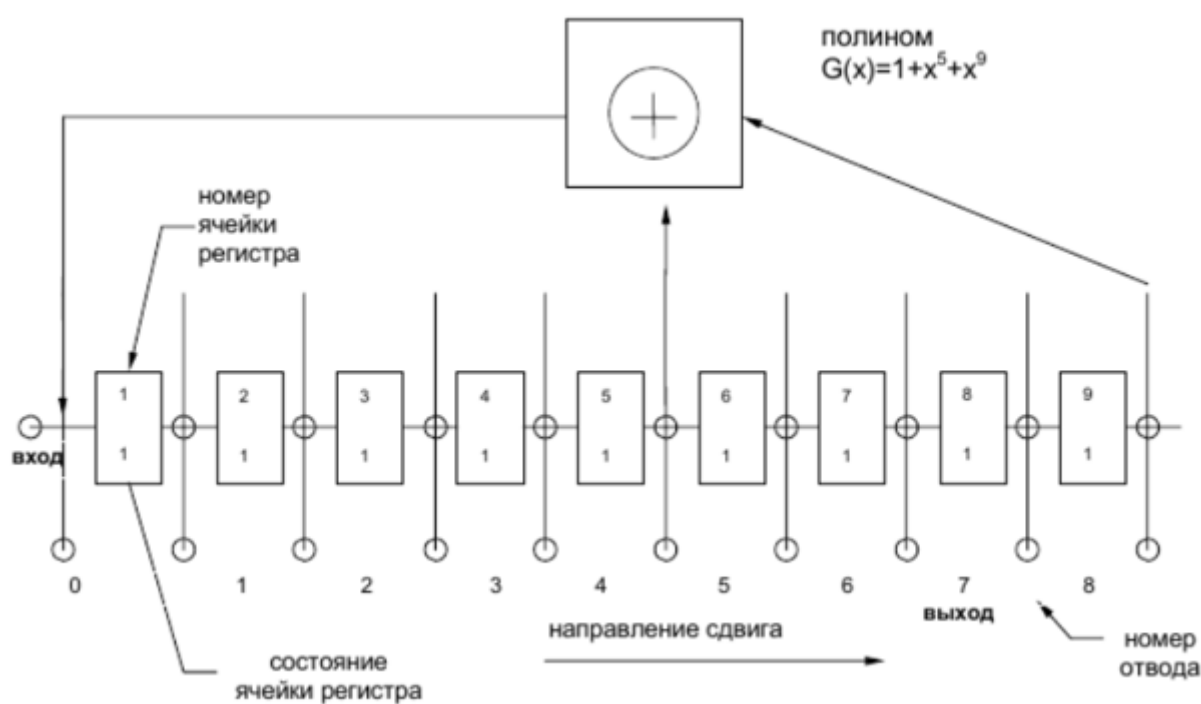 полином
G(x)=1+x⁵+x⁹
номер
ячейки
регистра
1 2 3 4 5 6 7 8 9
вход
1 1 1 1 1 1 1 1 1
0 1 2 3 4 5 6 7 8
выход
направление сдвига
номер
отвода
состояние
ячейки регистра